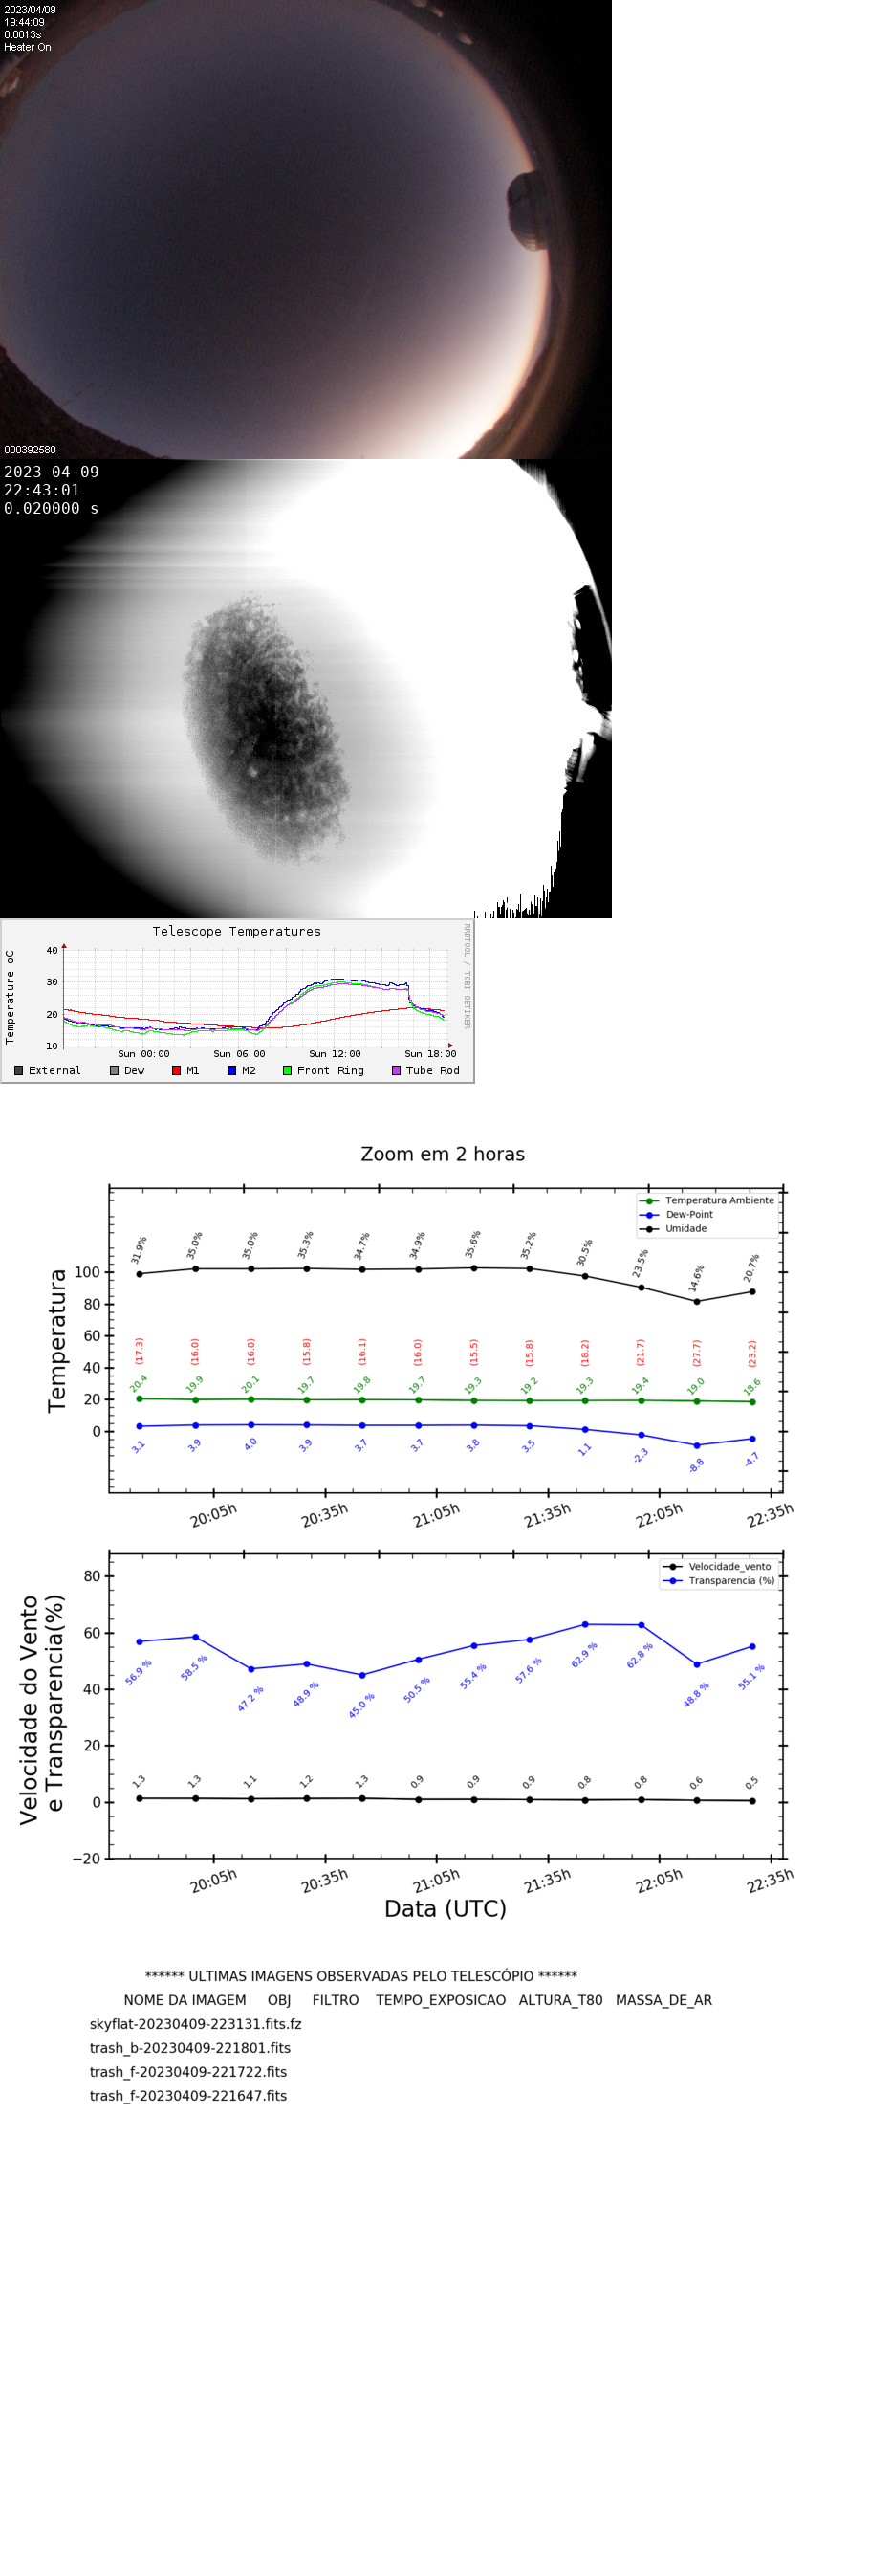 2023/04/09
19:44:09
0.0013s
Heater On
000392580
2023-04-09
22:43:01
0.020000 s
Telescope Temperatures
RRDTOOL / TOBI OETIKER
Temperature oC
40
30
20
10
Sun 00:00 Sun 06:00 Sun 12:00 Sun 18:00
External Dew M1 M2 Front Ring Tube Rod
Zoom em 2 horas
Temperatura Ambiente
Dew-Point
Umidade
Temperatura
100
80
60
40
20
0
31.9% 35.0% 35.0% 35.3% 34.7% 34.9% 35.6% 35.2% 30.5% 23.5% 14.6% 20.7%
(17.3) (16.0) (16.0) (15.8) (16.1) (16.0) (15.5) (15.8) (18.2) (21.7) (27.7) (23.2)
20.4 19.9 20.1 19.7 19.8 19.7 19.3 19.2 19.3 19.4 19.0 18.6
3.1 3.9 4.0 3.9 3.7 3.7 3.8 3.5 1.1 -2.3 -8.8 -4.7
20:05h 20:35h 21:05h 21:35h 22:05h 22:35h
Velocidade_vento
Transparencia (%)
Velocidade do Vento
e Transparencia(%)
80
60
40
20
0
−20
56.9 % 58.5 % 47.2 % 48.9 % 45.0 % 50.5 % 55.4 % 57.6 % 62.9 % 62.8 % 48.8 % 55.1 %
1.3 1.3 1.1 1.2 1.3 0.9 0.9 0.9 0.8 0.8 0.6 0.5
20:05h 20:35h 21:05h 21:35h 22:05h 22:35h
Data (UTC)
****** ULTIMAS IMAGENS OBSERVADAS PELO TELESCÓPIO ******
NOME DA IMAGEM OBJ FILTRO TEMPO_EXPOSICAO ALTURA_T80 MASSA_DE_AR
skyflat-20230409-223131.fits.fz
trash_b-20230409-221801.fits
trash_f-20230409-221722.fits
trash_f-20230409-221647.fits